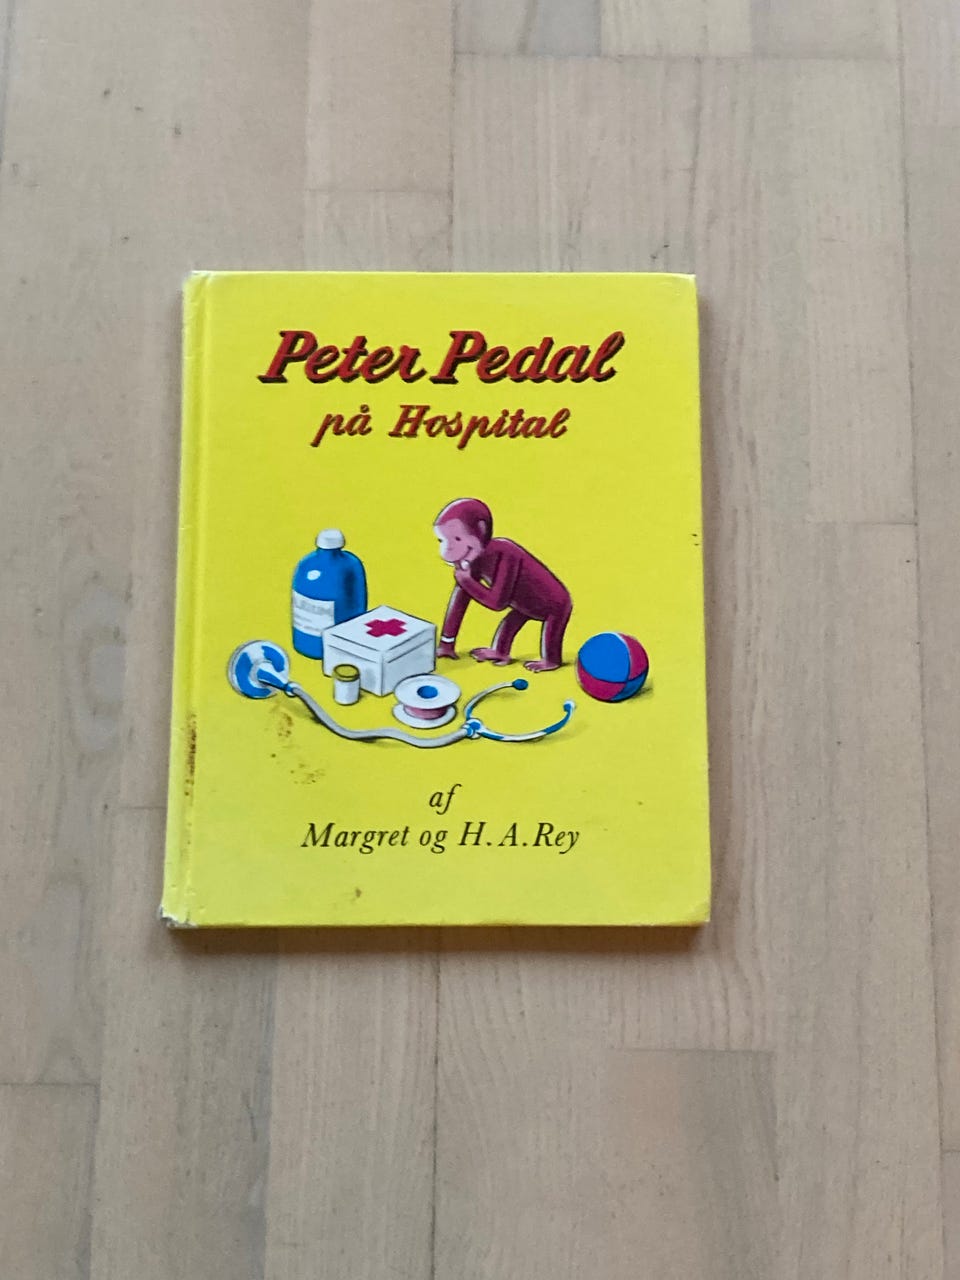 Peter Pedal
på Hospital
af
Margret og H. A. Rey